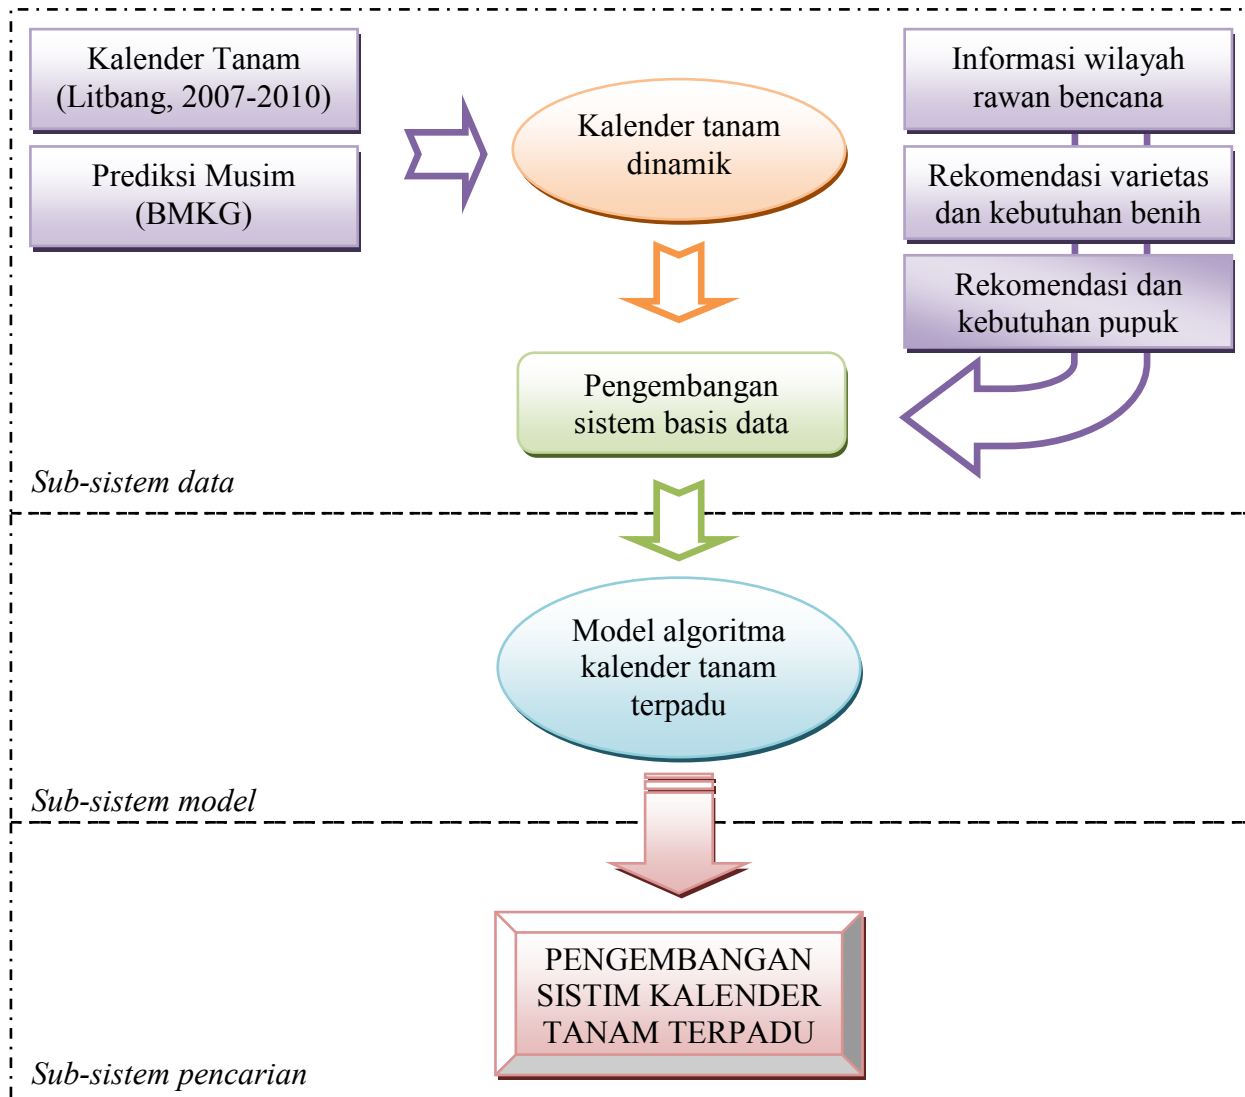 Kalender Tanam
(Litbang, 2007-2010)
Prediksi Musim
(BMKG)
Kalender tanam
dinamik
Informasi wilayah
rawan bencana
Rekomendasi varietas
dan kebutuhan benih
Rekomendasi dan
kebutuhan pupuk
Pengembangan
sistem basis data
Sub-sistem data
Model algoritma
kalender tanam
terpadu
Sub-sistem model
PENGEMBANGAN
SISTIM KALENDER
TANAM TERPADU
Sub-sistem pencarian